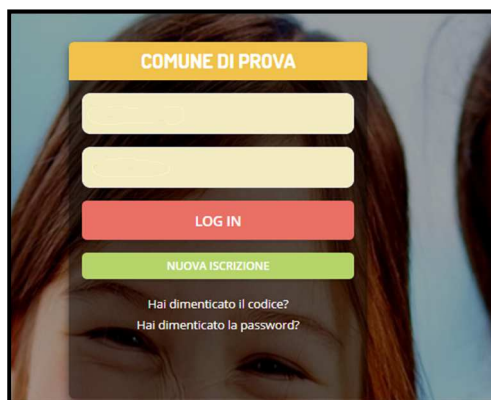 COMUNE DI PROVA
LOG IN
NUOVA ISCRIZIONE
Hai dimenticato il codice?
Hai dimenticato la password?